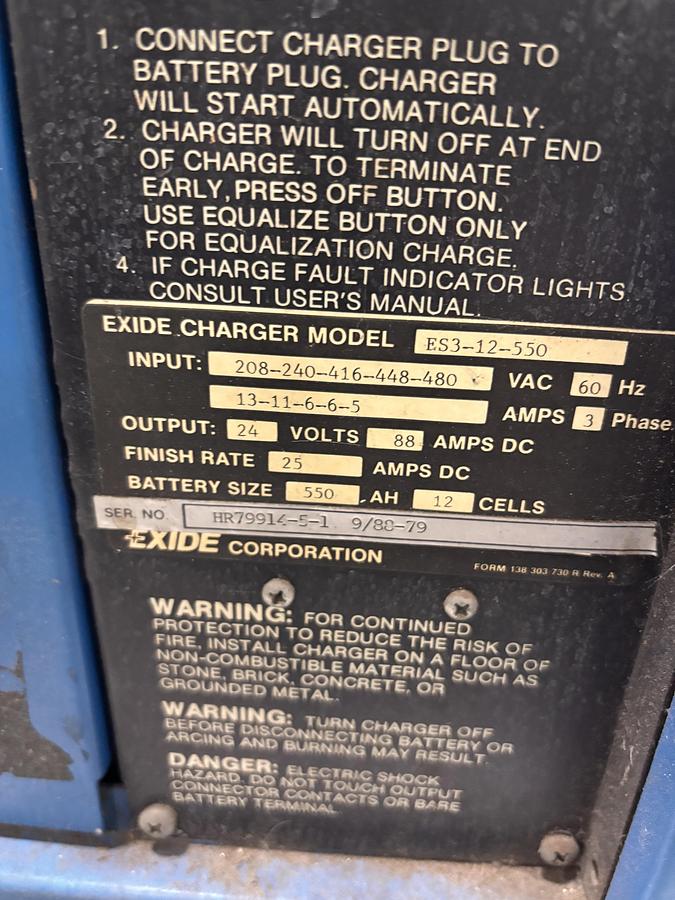 1. CONNECT CHARGER PLUG TO
BATTERY PLUG. CHARGER
WILL START AUTOMATICALLY.
2. CHARGER WILL TURN OFF AT END
OF CHARGE. TO TERMINATE
EARLY, PRESS OFF BUTTON.
USE EQUALIZE BUTTON ONLY
FOR EQUALIZATION CHARGE.
4. IF CHARGE FAULT INDICATOR LIGHTS
CONSULT USER'S MANUAL.
EXIDE CHARGER MODEL ES3-12-550
INPUT: 208-240-416-448-480 VAC 60 Hz
13-11-6-6-5 AMPS 3 Phase
OUTPUT: 24 VOLTS 88 AMPS DC
FINISH RATE 25 AMPS DC
BATTERY SIZE 550 AH 12 CELLS
SER. NO. HR79914-5-1 9/88-79
EXIDE CORPORATION
FORM 138 303 730 R Rev. A
WARNING: FOR CONTINUED
PROTECTION TO REDUCE THE RISK OF
FIRE, INSTALL CHARGER ON A FLOOR OF
NON-COMBUSTIBLE MATERIAL SUCH AS
STONE, BRICK, CONCRETE, OR
GROUNDED METAL.
WARNING: TURN CHARGER OFF
BEFORE DISCONNECTING BATTERY OR
ARCING AND BURNING MAY RESULT.
DANGER: ELECTRIC SHOCK
HAZARD. DO NOT TOUCH OUTPUT
CONNECTOR CONTACTS OR BARE
BATTERY TERMINAL.